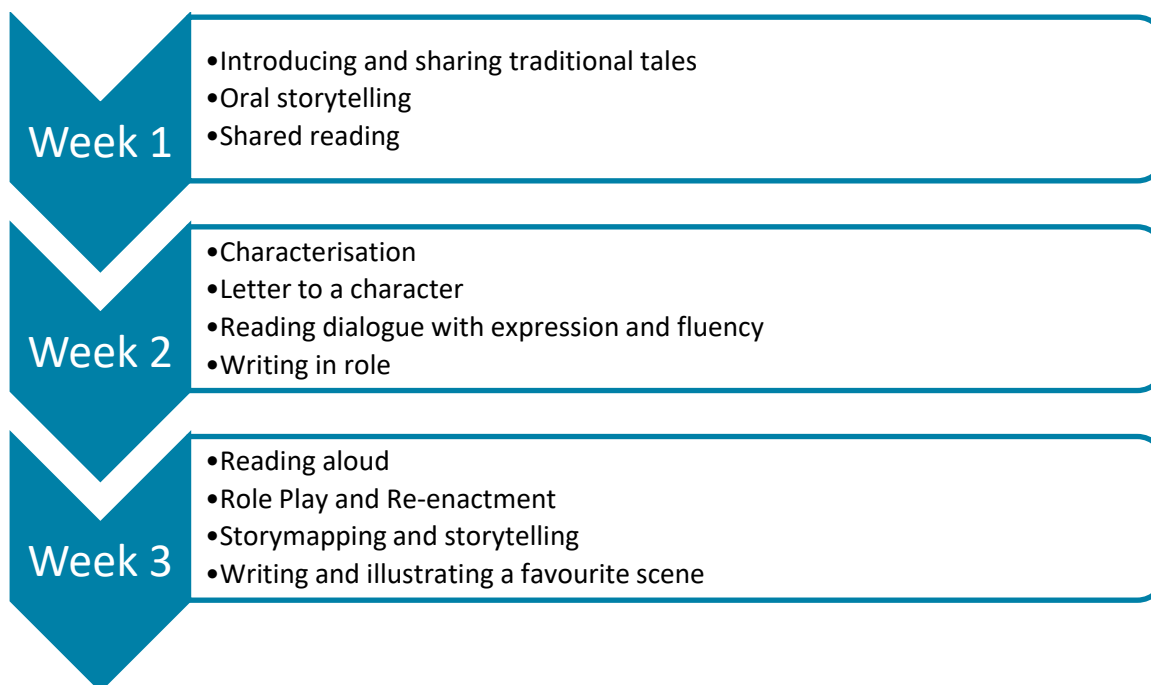 Week 1
•Introducing and sharing traditional tales
•Oral storytelling
•Shared reading
Week 2
•Characterisation
•Letter to a character
•Reading dialogue with expression and fluency
•Writing in role
Week 3
•Reading aloud
•Role Play and Re-enactment
•Storymapping and storytelling
•Writing and illustrating a favourite scene